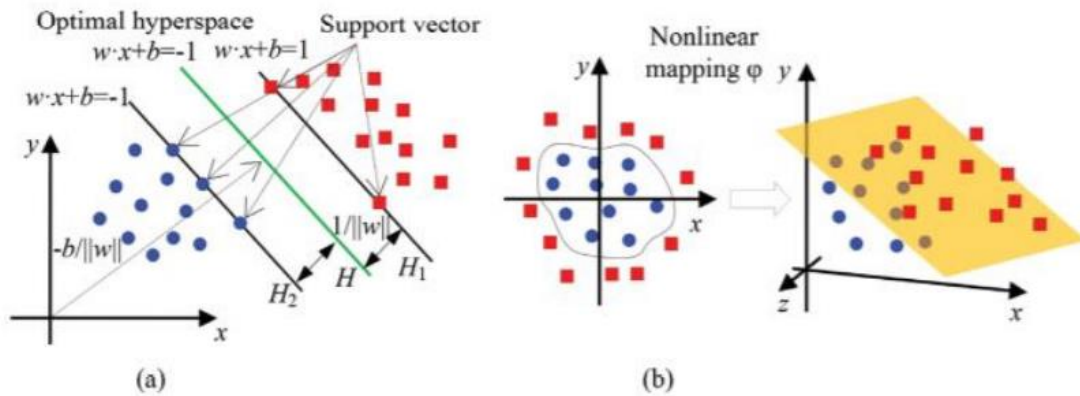 Optimal hyperspace
Support vector
w·x+b=-1
w·x+b=1
w·x+b=-1
y
-b/||w||
1/||w||
H₂
H
H₁
x
(a)
Nonlinear
mapping φ
y
x
y
z
x
(b)